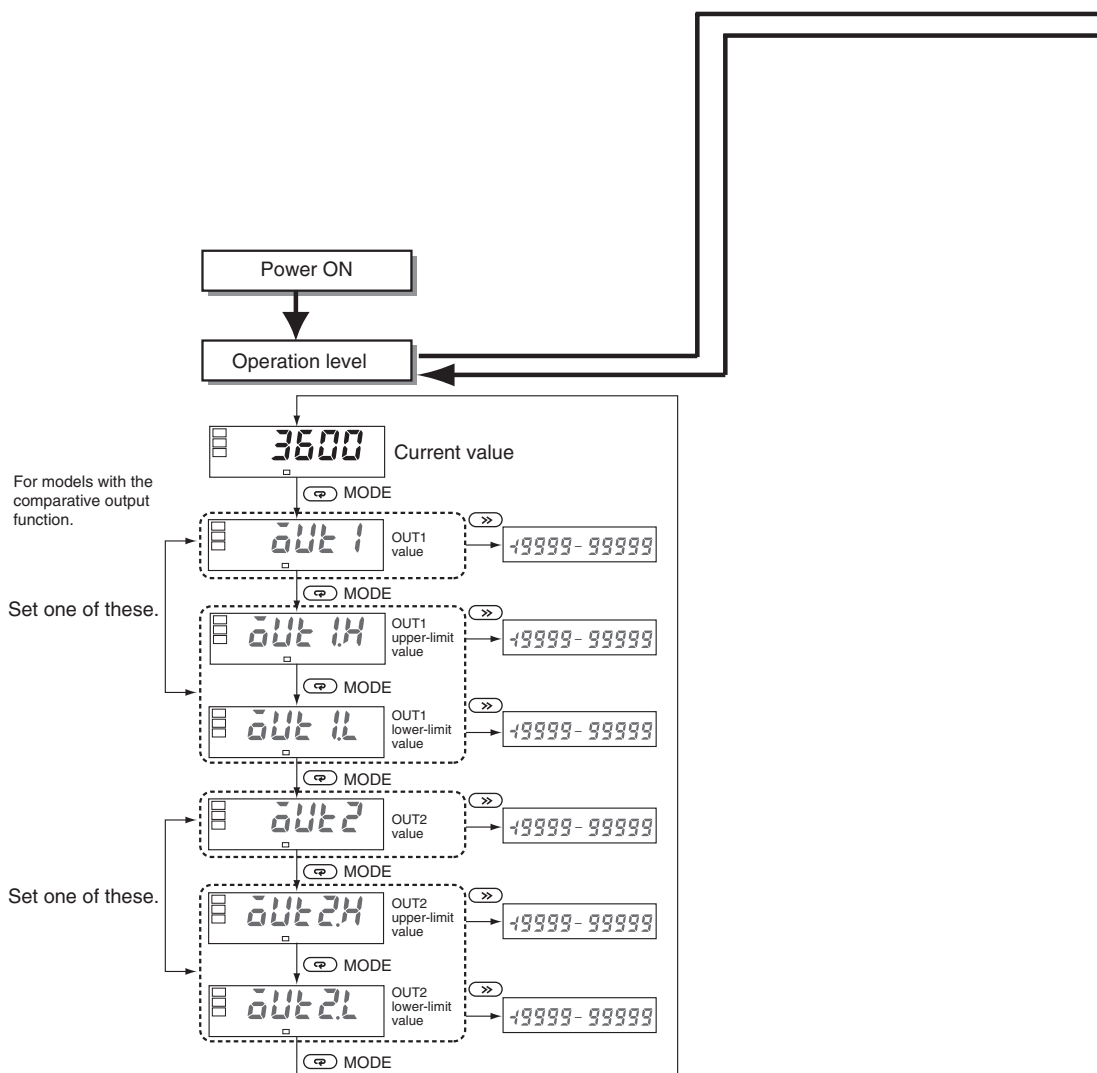 Power ON
Operation level
3600
Current value
For models with the
comparative output
function.
MODE
out 1
OUT1
value
-19999- 99999
Set one of these.
MODE
out 1.H
OUT1
upper-limit
value
-19999- 99999
MODE
out 1.L
OUT1
lower-limit
value
-19999- 99999
MODE
out2
OUT2
value
-19999- 99999
MODE
Set one of these.
out2.H
OUT2
upper-limit
value
-19999- 99999
MODE
out2.L
OUT2
lower-limit
value
-19999- 99999
MODE